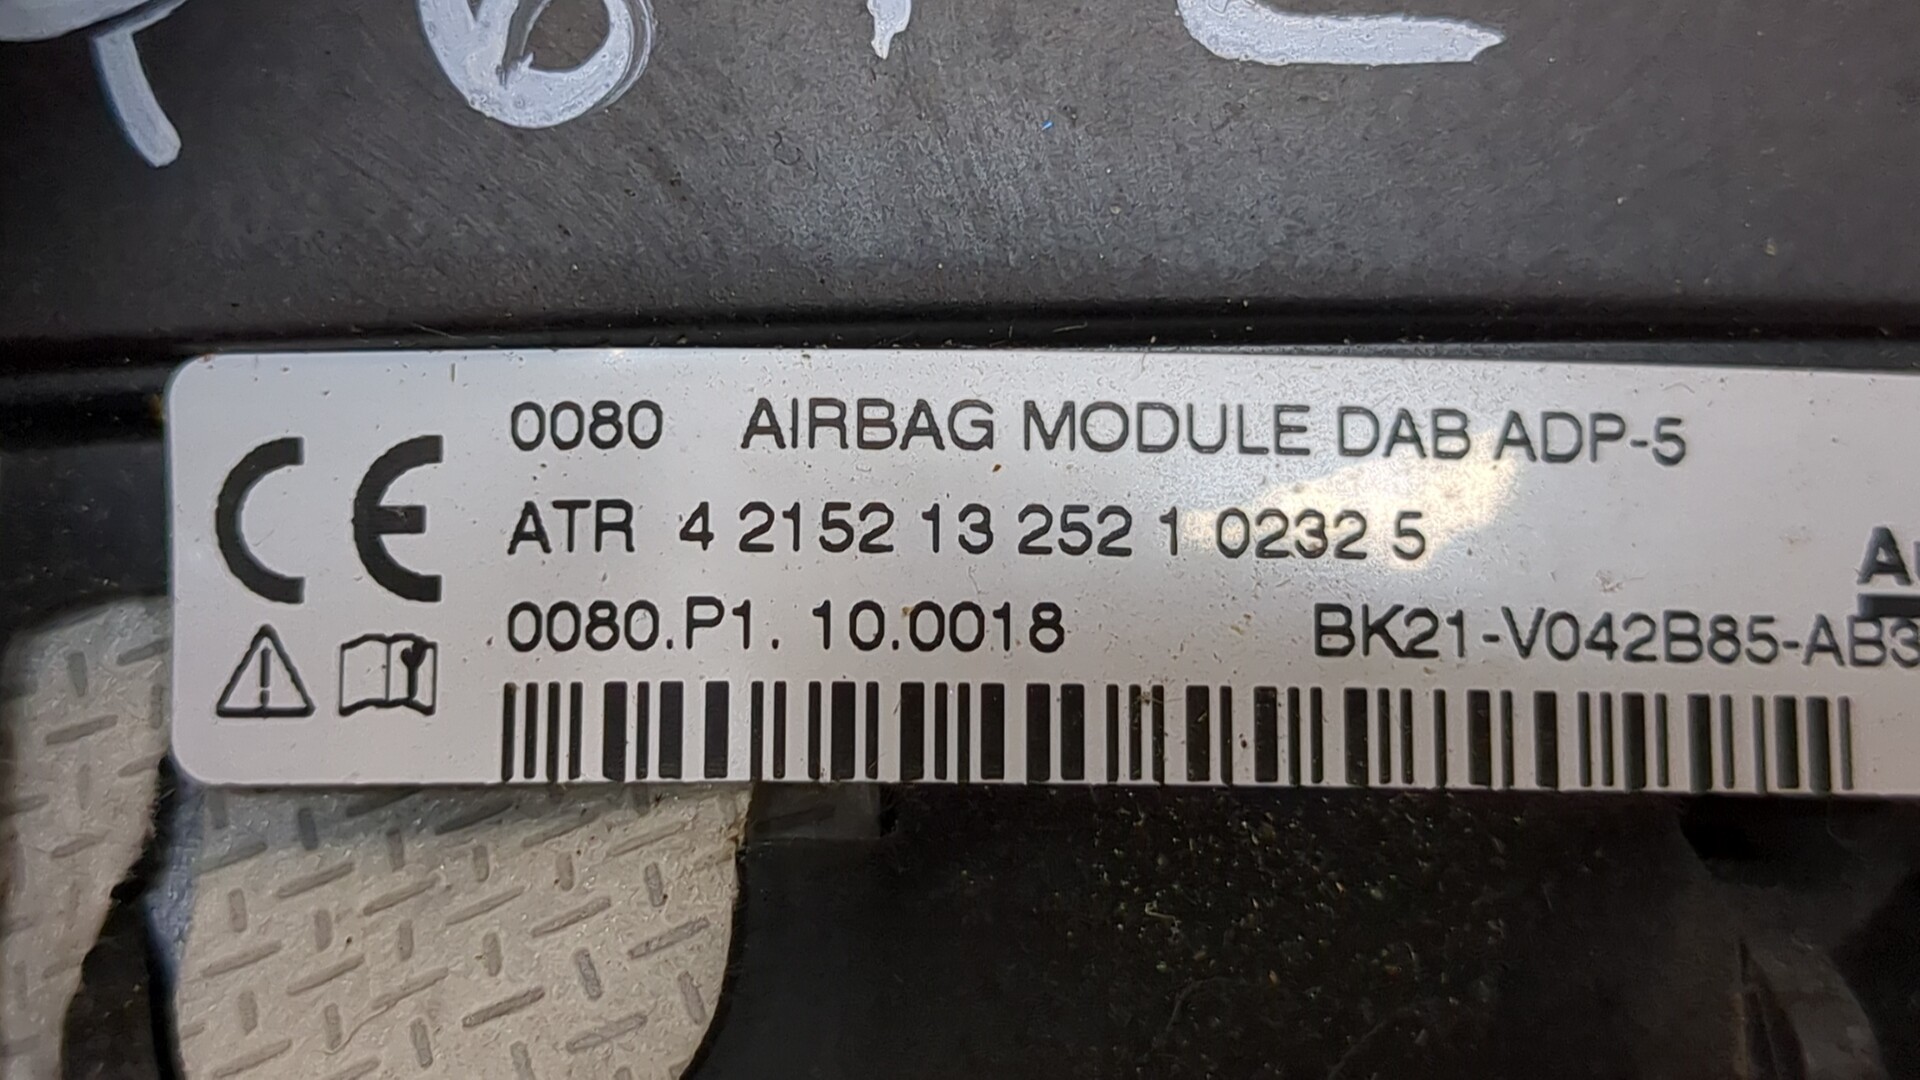 0080 AIRBAG MODULE DAB ADP-5
ATR 4 2152 13 252 1 0232 5
0080.P1. 10.0018 BK21-V042B85-AB3
CE